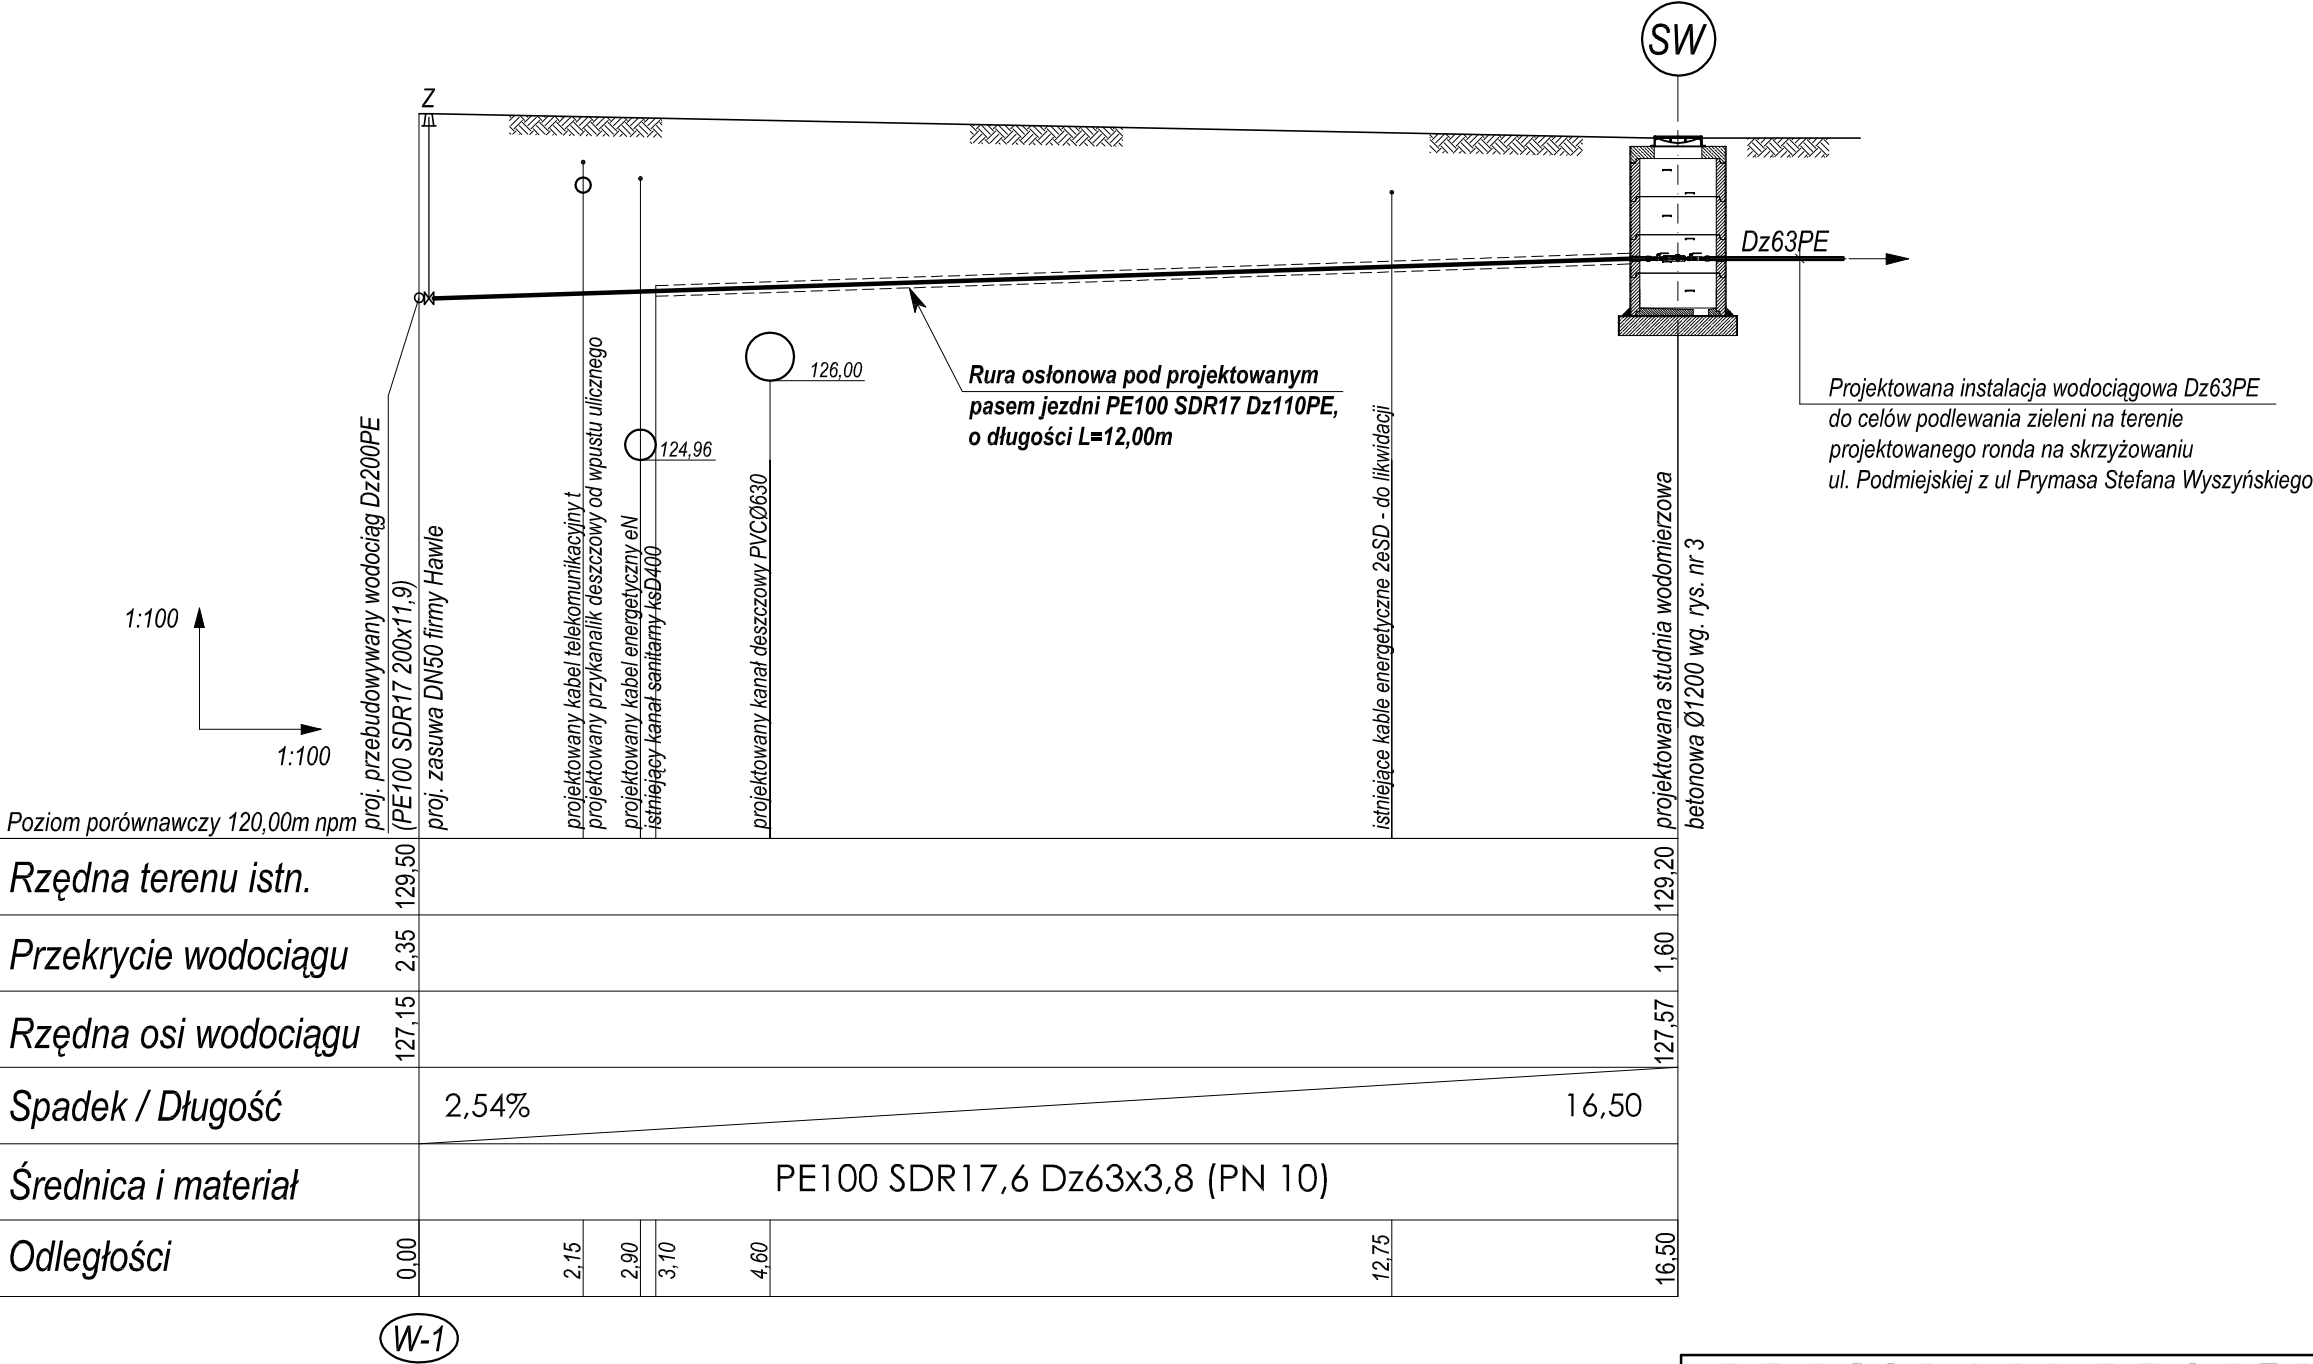 SW
Z
Dz63PE
126,00
124,96
Rura osłonowa pod projektowanym
pasem jezdni PE100 SDR17 Dz110PE,
o długości L=12,00m
Projektowana instalacja wodociągowa Dz63PE
do celów podlewania zieleni na terenie
projektowanego ronda na skrzyżowaniu
ul. Podmiejskiej z ul Prymasa Stefana Wyszyńskiego
1:100
1:100
proj. przebudowywany wodociąg Dz200PE
(PE100 SDR17 200x11,9)
proj. zasuwa DN50 firmy Hawle
projektowany kabel telekomunikacyjny t
projektowany przykanalik deszczowy od wpustu ulicznego
projektowany kabel energetyczny eN
istniejący kanał sanitarny ksD400
projektowany kanał deszczowy PVCØ630
istniejące kable energetyczne 2eSD - do likwidacji
projektowana studnia wodomierzowa
betonowa Ø1200 wg. rys. nr 3
Poziom porównawczy 120,00m npm
Rzędna terenu istn.
129,50
129,20
Przekrycie wodociągu
2,35
1,60
Rzędna osi wodociągu
127,15
127,57
Spadek / Długość
2,54%
16,50
Średnica i materiał
PE100 SDR17,6 Dz63x3,8 (PN 10)
Odległości
0,00
2,15
2,90
3,10
4,60
12,75
16,50
W-1